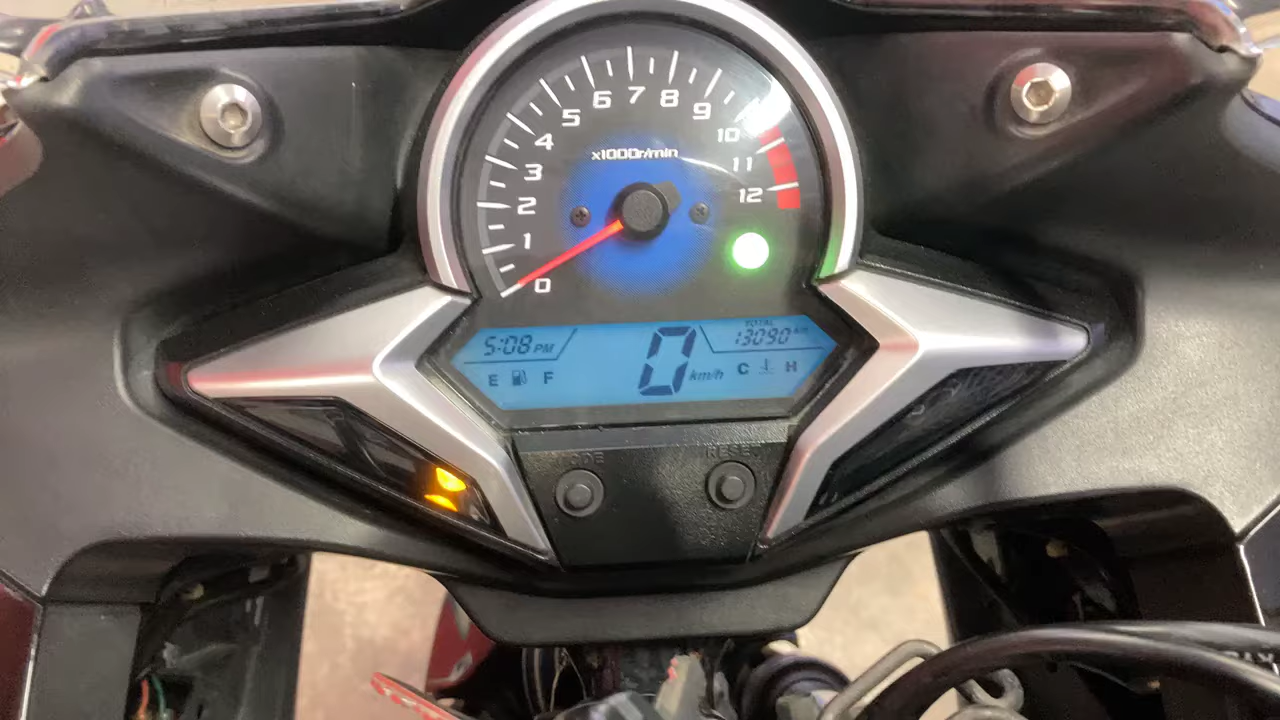 6 7 8
5 9
4 10
x1000r/min
3 11
2 12
1
0
TOTAL
5:08 PM 0 km/h 13090 km
E F C H
MODE RESET